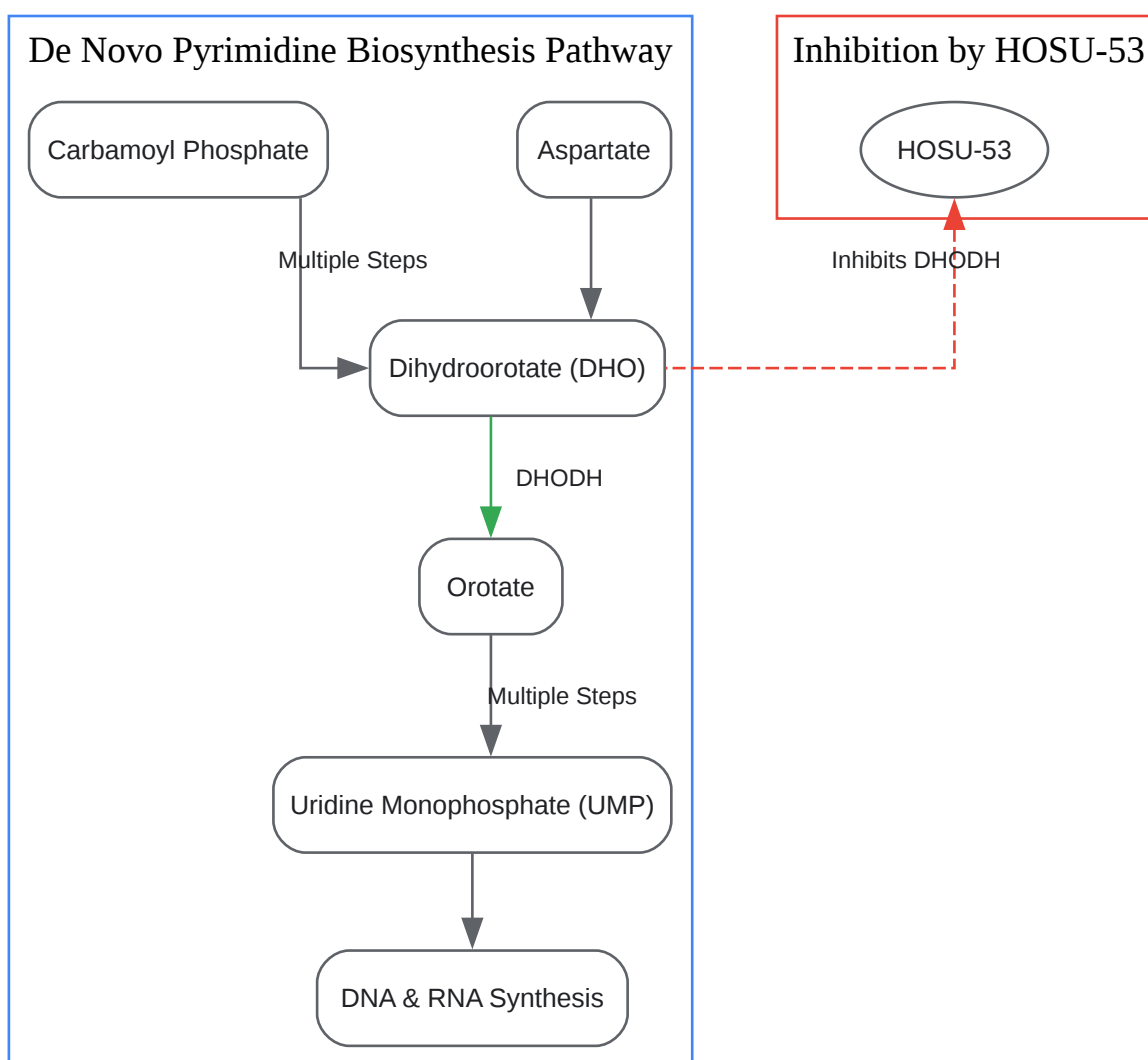 De Novo Pyrimidine Biosynthesis Pathway
Inhibition by HOSU-53
Carbamoyl Phosphate
Aspartate
HOSU-53
Multiple Steps
Inhibits DHODH
Dihydroorotate (DHO)
DHODH
Orotate
Multiple Steps
Uridine Monophosphate (UMP)
DNA & RNA Synthesis